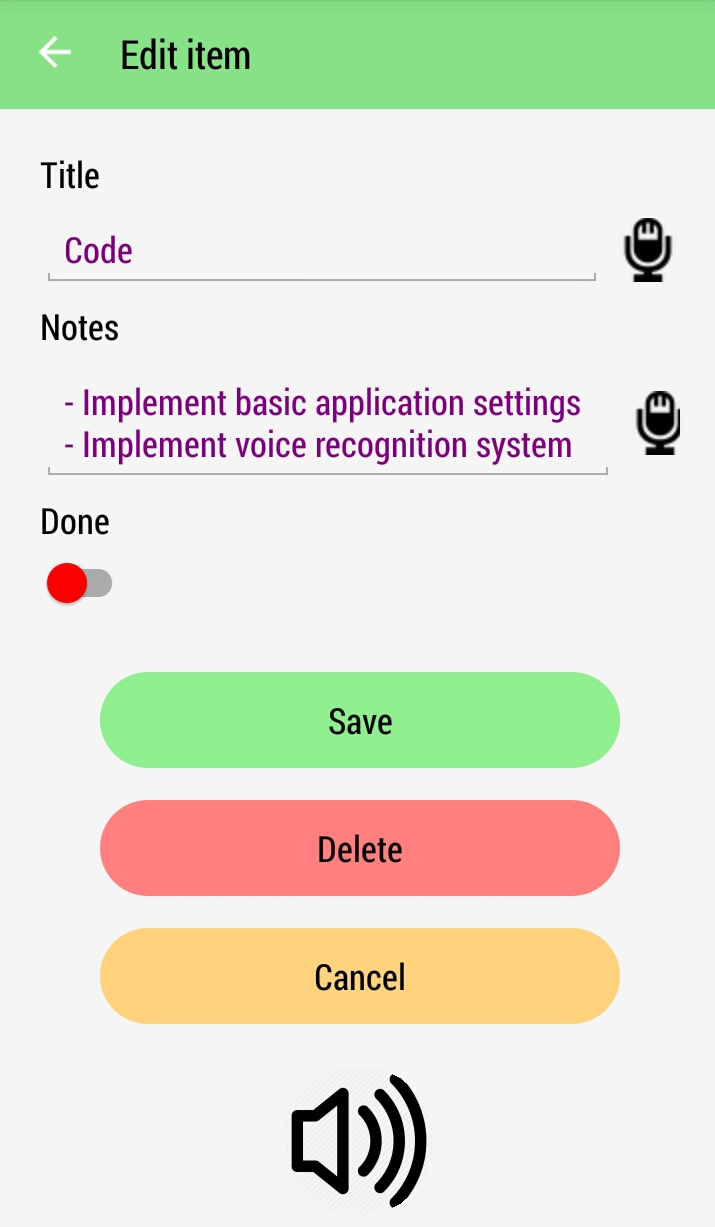 Edit item
Title
Code
Notes
- Implement basic application settings
- Implement voice recognition system
Done
Save
Delete
Cancel